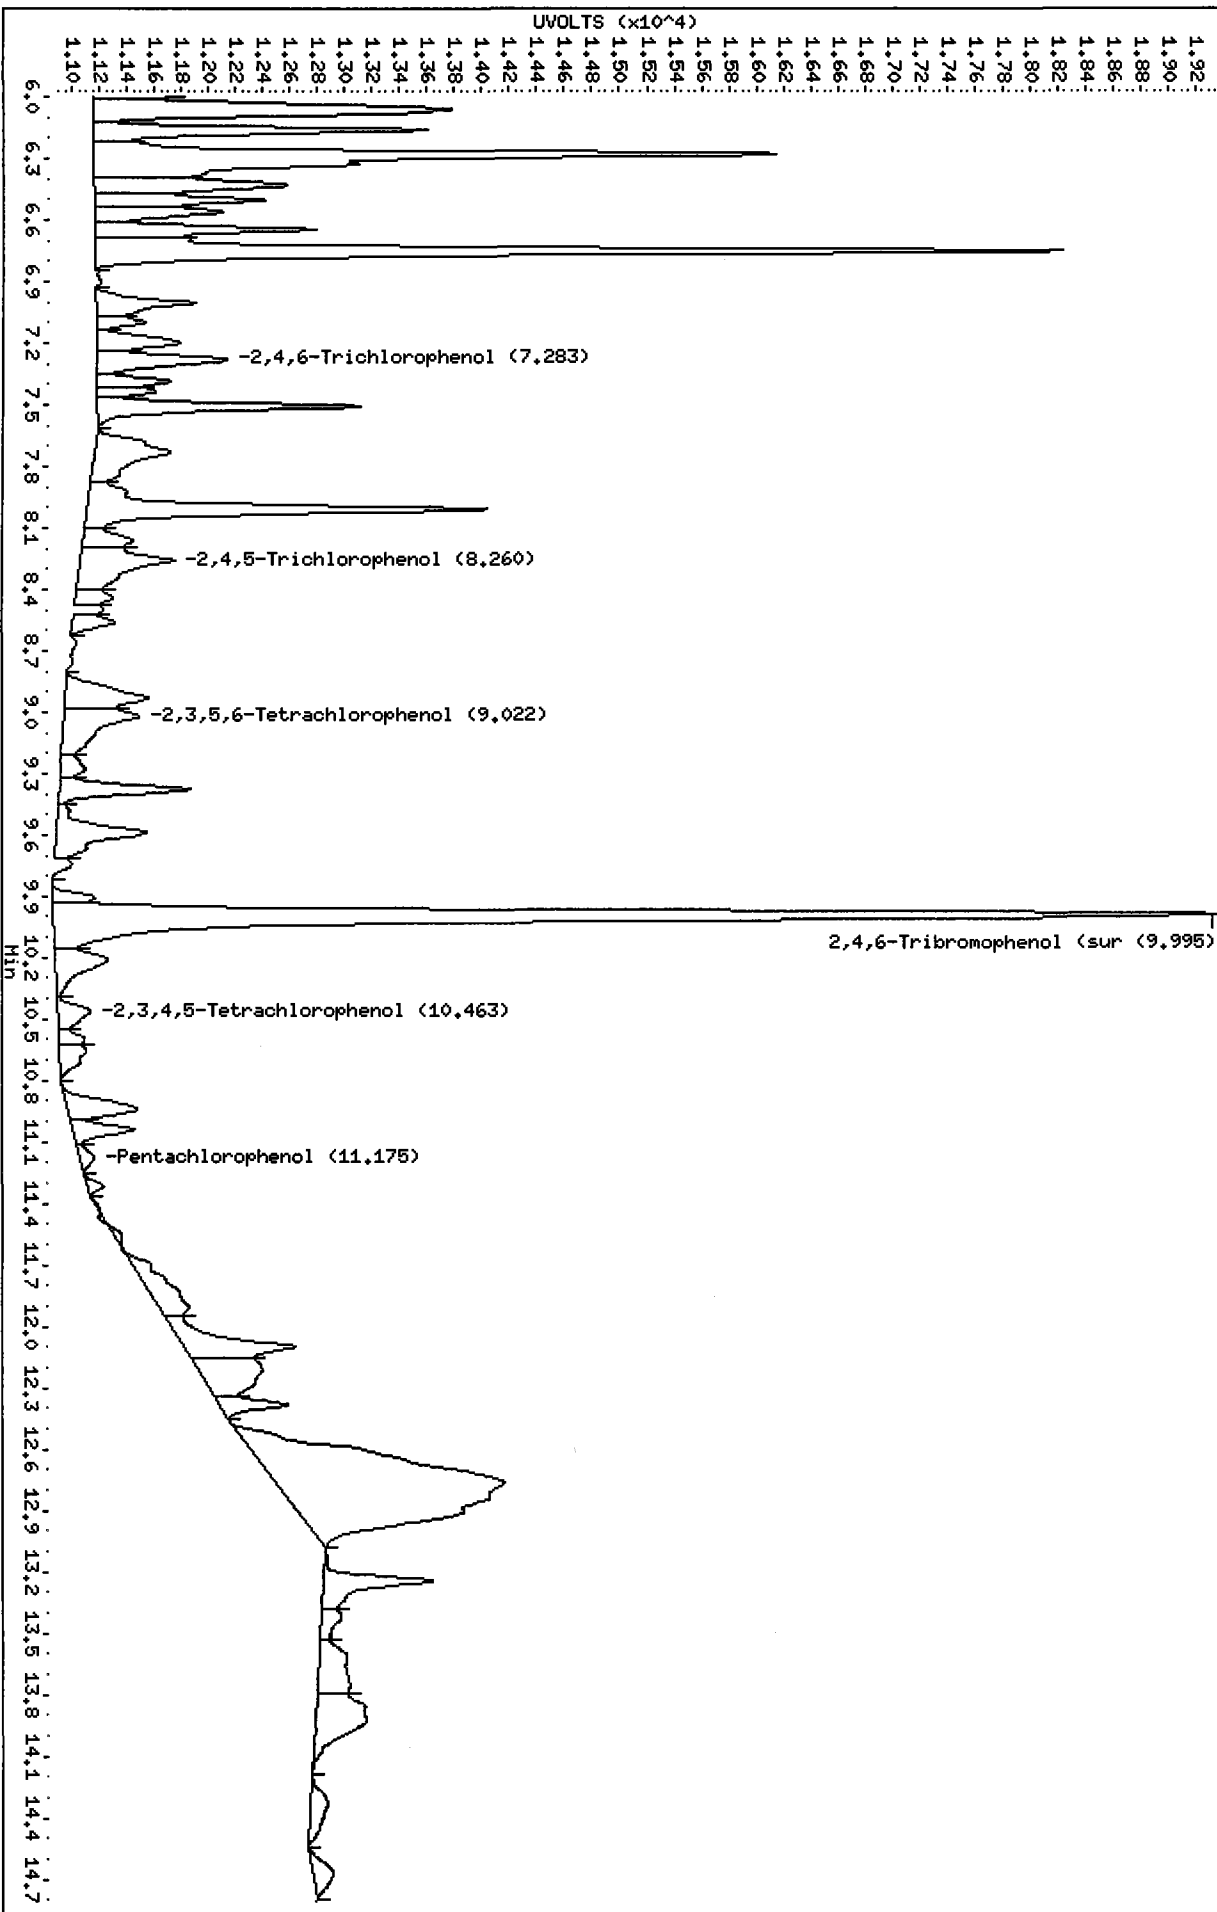 UVOLTS (x10^4)
1.10 1.12 1.14 1.16 1.18 1.20 1.22 1.24 1.26 1.28 1.30 1.32 1.34 1.36 1.38 1.40 1.42 1.44 1.46 1.48 1.50 1.52 1.54 1.56 1.58 1.60 1.62 1.64 1.66 1.68 1.70 1.72 1.74 1.76 1.78 1.80 1.82 1.84 1.86 1.88 1.90 1.92
-2,4,6-Trichlorophenol (7.283)
-2,4,5-Trichlorophenol (8.260)
-2,3,5,6-Tetrachlorophenol (9.022)
2,4,6-Tribromophenol (sur (9.995)
-2,3,4,5-Tetrachlorophenol (10.463)
-Pentachlorophenol (11.175)
6.0 6.3 6.6 6.9 7.2 7.5 7.8 8.1 8.4 8.7 9.0 9.3 9.6 9.9 10.2 10.5 10.8 11.1 11.4 11.7 12.0 12.3 12.6 12.9 13.2 13.5 13.8 14.1 14.4 14.7
Min